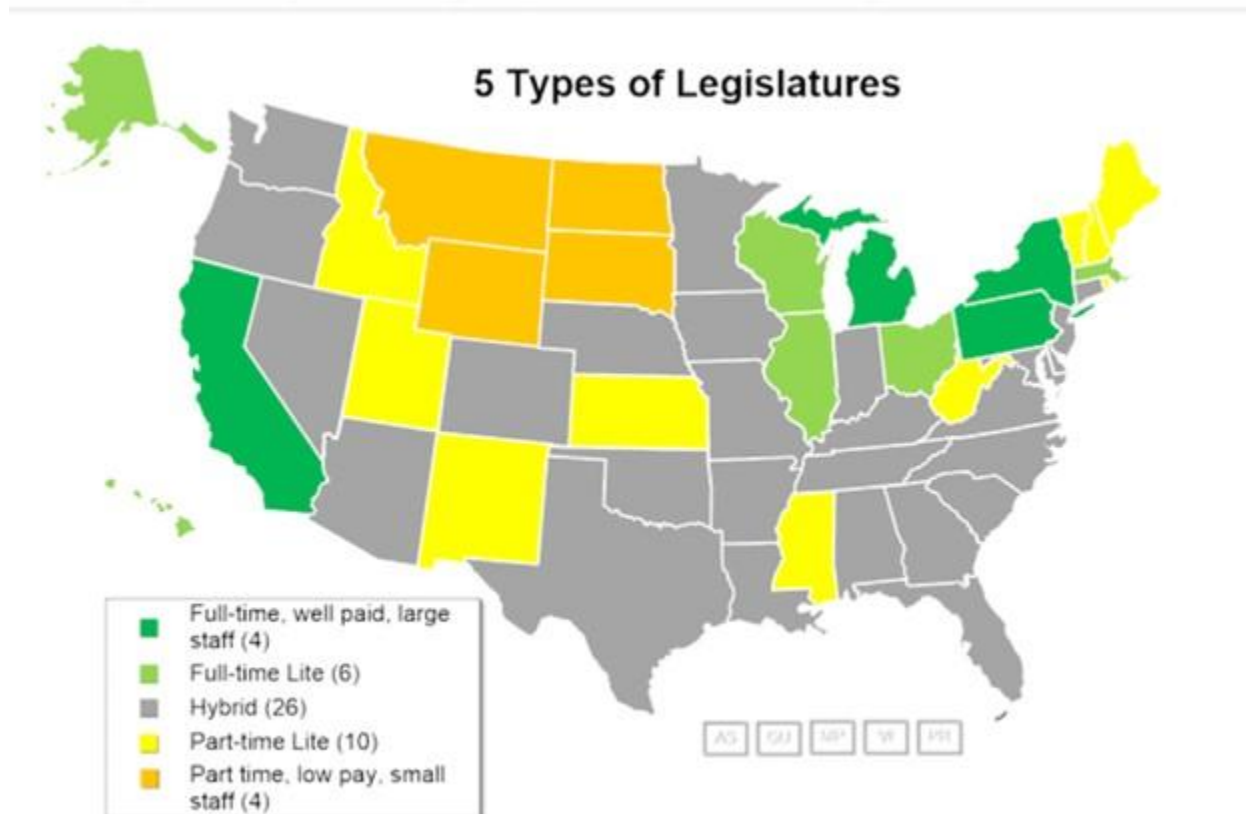 5 Types of Legislatures
Full-time, well paid, large
staff (4)
Full-time Lite (6)
Hybrid (26)
Part-time Lite (10)
Part time, low pay, small
staff (4)
AS GU MP VI PR